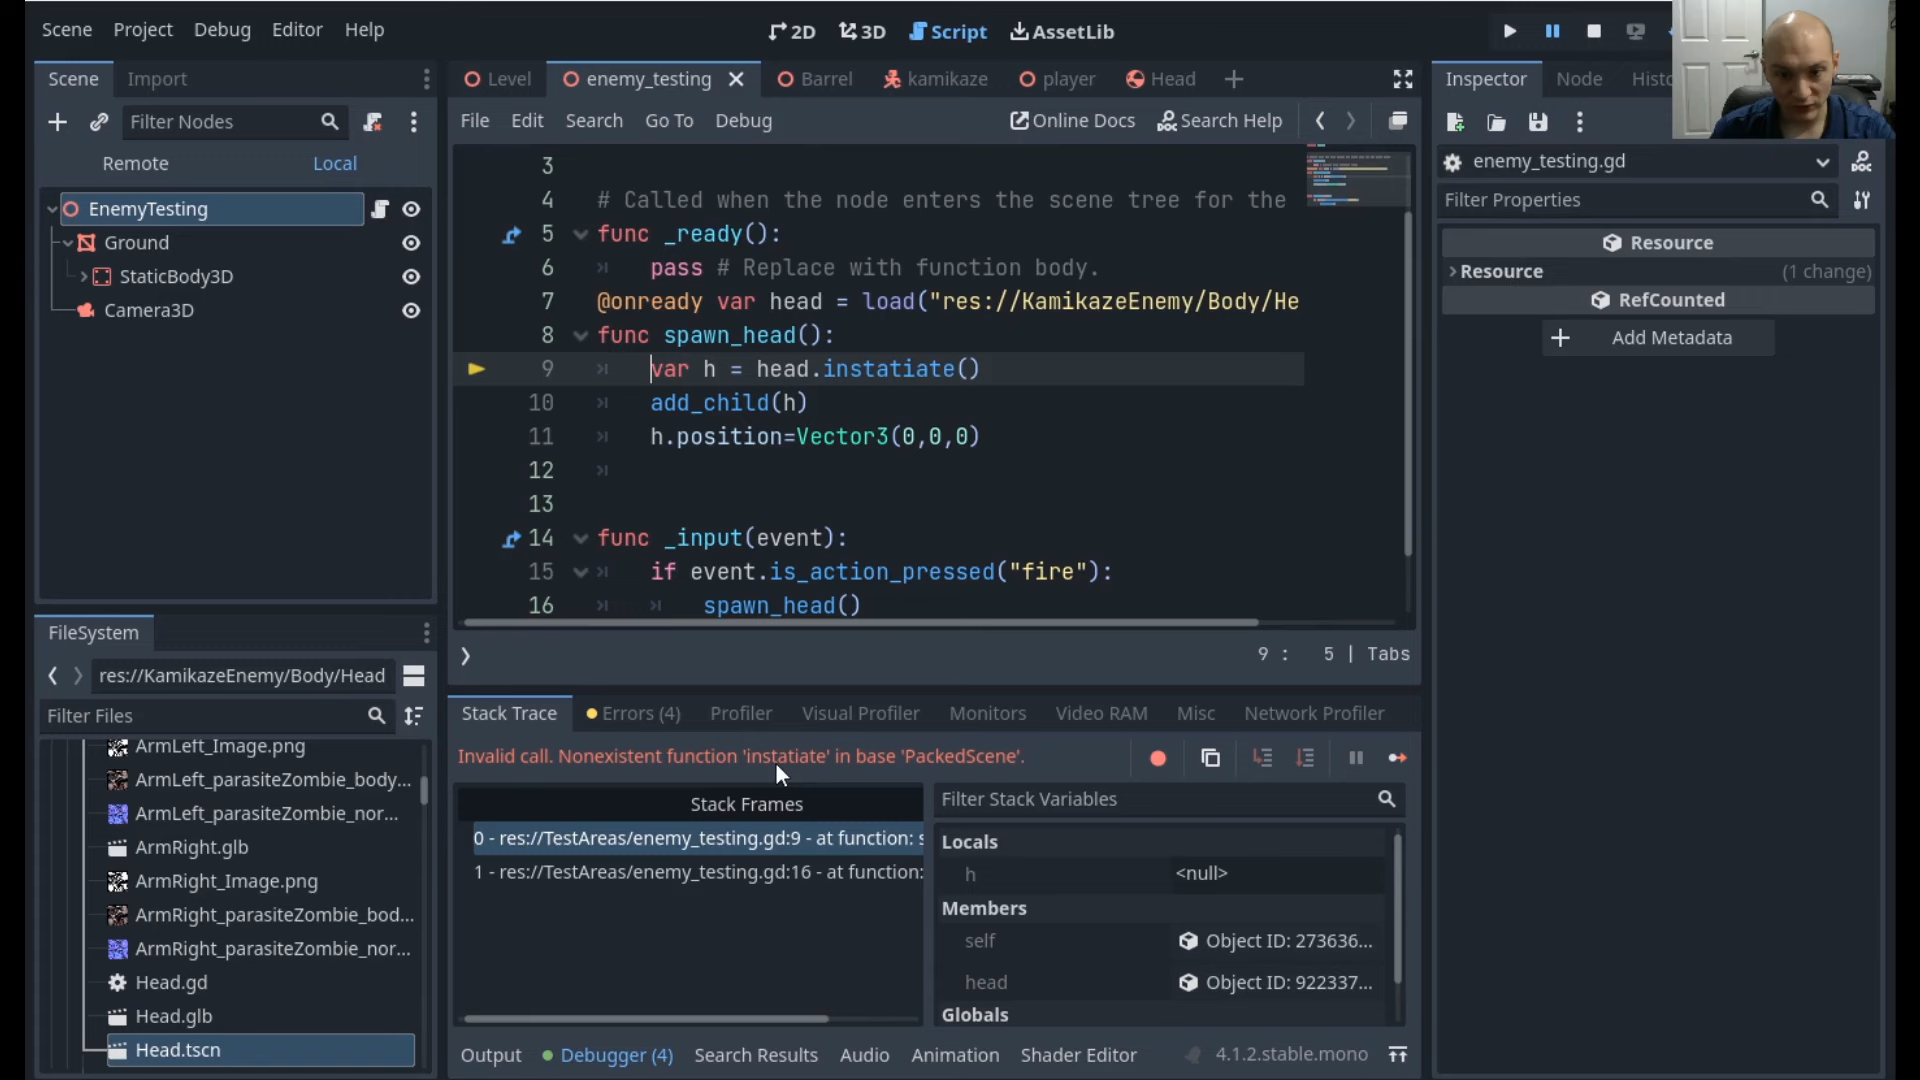 Scene Project Debug Editor Help
2D 3D Script AssetLib
Scene Import
Filter Nodes
Remote Local
EnemyTesting
Ground
StaticBody3D
Camera3D
FileSystem
res://KamikazeEnemy/Body/Head
Filter Files
ArmLeft_Image.png
ArmLeft_parasiteZombie_body...
ArmLeft_parasiteZombie_nor...
ArmRight.glb
ArmRight_Image.png
ArmRight_parasiteZombie_bod...
ArmRight_parasiteZombie_nor...
Head.gd
Head.glb
Head.tscn
Level enemy_testing Barrel kamikaze player Head
File Edit Search Go To Debug Online Docs Search Help
3
4 # Called when the node enters the scene tree for the
5 func _ready():
6 pass # Replace with function body.
7 @onready var head = load("res://KamikazeEnemy/Body/He
8 func spawn_head():
9 var h = head.instatiate()
10 add_child(h)
11 h.position=Vector3(0,0,0)
12
13
14 func _input(event):
15 if event.is_action_pressed("fire"):
16 spawn_head()
9 : 5 | Tabs
Stack Trace Errors (4) Profiler Visual Profiler Monitors Video RAM Misc Network Profiler
Invalid call. Nonexistent function 'instatiate' in base 'PackedScene'.
Stack Frames
0 - res://TestAreas/enemy_testing.gd:9 - at function: s
1 - res://TestAreas/enemy_testing.gd:16 - at function:
Filter Stack Variables
Locals
h <null>
Members
self Object ID: 273636...
head Object ID: 922337...
Globals
Output Debugger (4) Search Results Audio Animation Shader Editor 4.1.2.stable.mono
Inspector Node Histo
enemy_testing.gd
Filter Properties
Resource
Resource (1 change)
RefCounted
Add Metadata